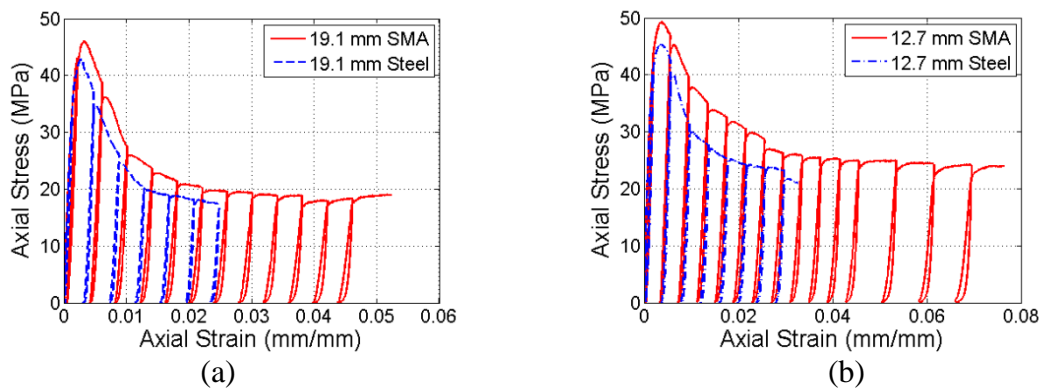 50
40
30
20
10
0
Axial Stress (MPa)
19.1 mm SMA
19.1 mm Steel
0
0.01
0.02
0.03
0.04
0.05
0.06
Axial Strain (mm/mm)
(a)
50
40
30
20
10
0
Axial Stress (MPa)
12.7 mm SMA
12.7 mm Steel
0
0.02
0.04
0.06
0.08
Axial Strain (mm/mm)
(b)